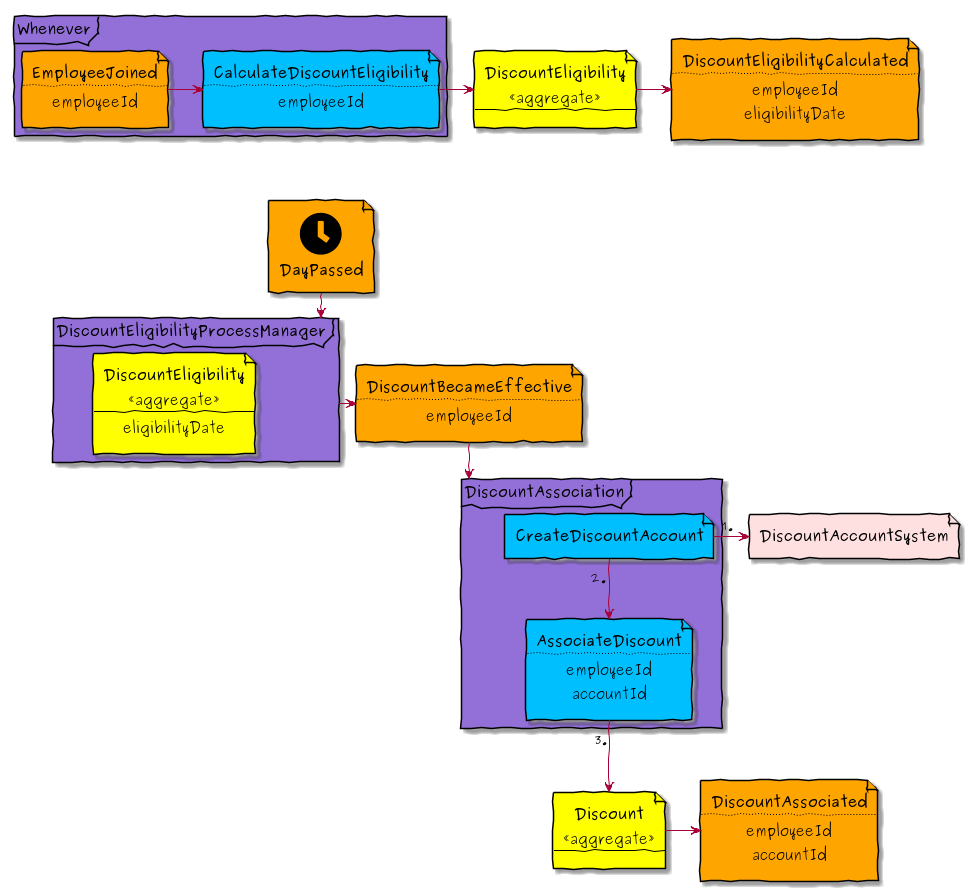 Whenever
EmployeeJoined
employeeId
CalculateDiscountEligibility
employeeId
DiscountEligibility
«aggregate»
DiscountEligibilityCalculated
employeeId
eligibilityDate
DayPassed
DiscountEligibilityProcessManager
DiscountEligibility
«aggregate»
eligibilityDate
DiscountBecameEffective
employeeId
DiscountAssociation
CreateDiscountAccount
1.
DiscountAccountSystem
2.
AssociateDiscount
employeeId
accountId
3.
Discount
«aggregate»
DiscountAssociated
employeeId
accountId